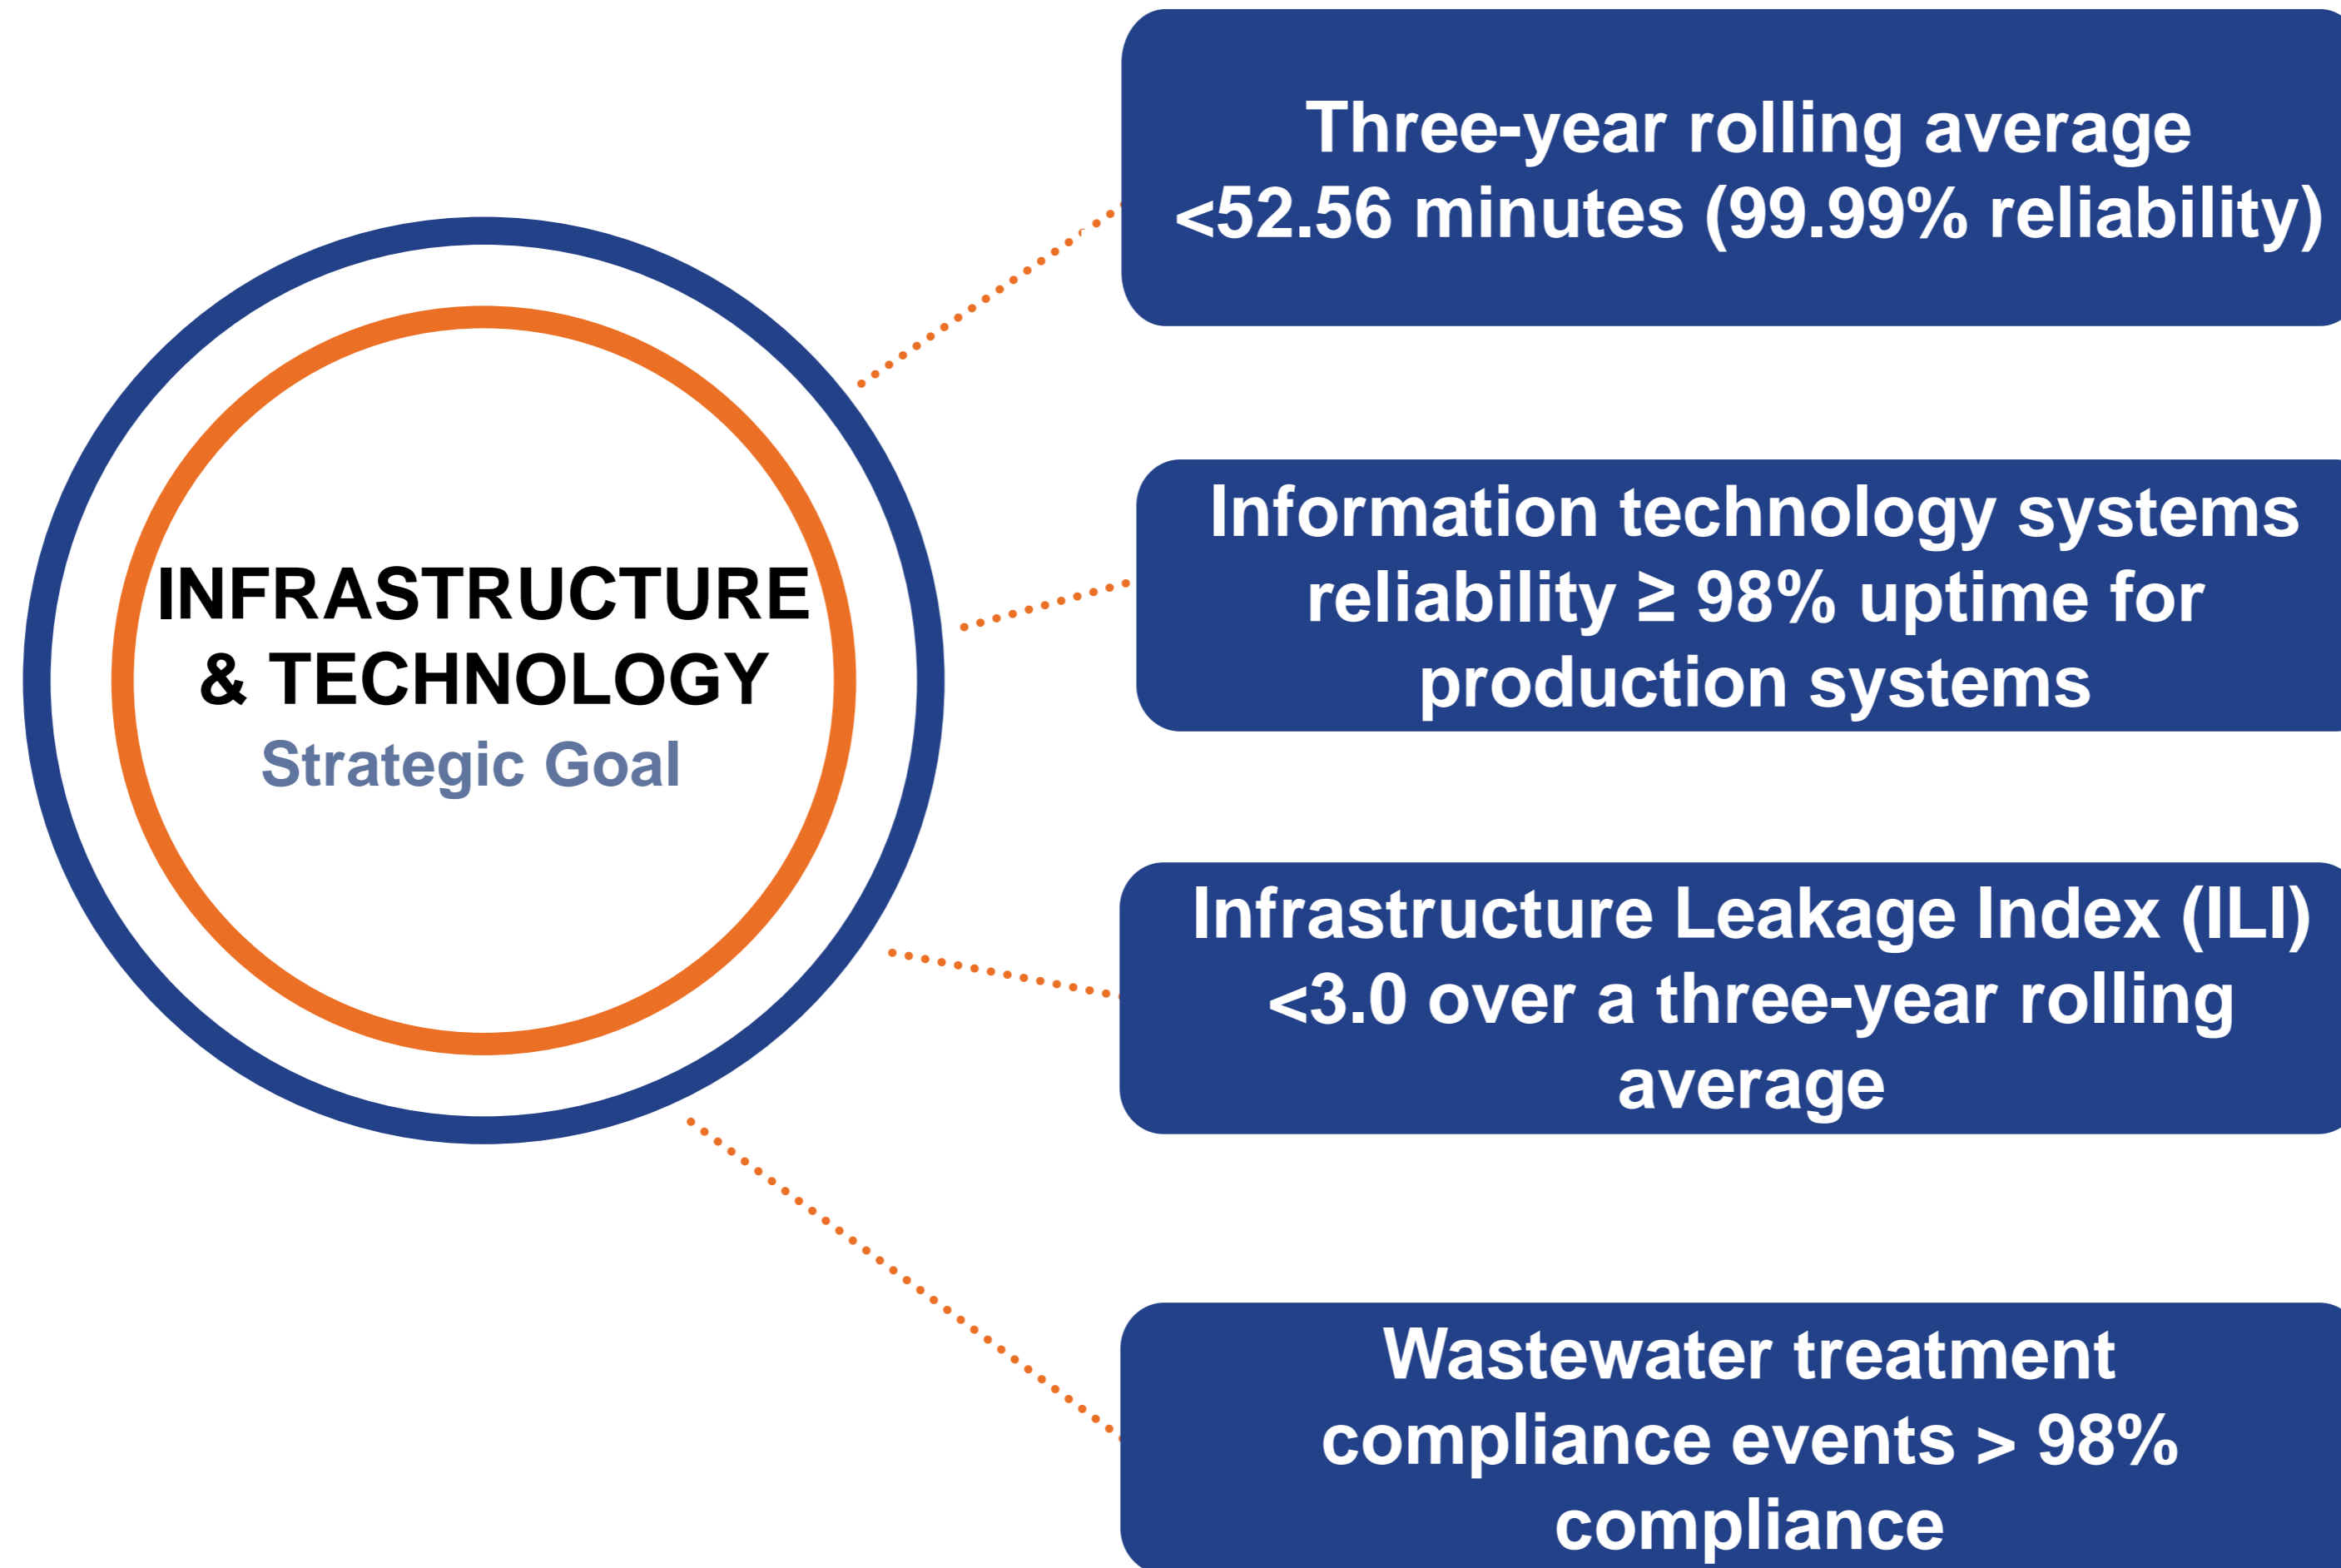 INFRASTRUCTURE
& TECHNOLOGY
Strategic Goal
Three-year rolling average
<52.56 minutes (99.99% reliability)
Information technology systems
reliability ≥ 98% uptime for
production systems
Infrastructure Leakage Index (ILI)
<3.0 over a three-year rolling
average
Wastewater treatment
compliance events > 98%
compliance